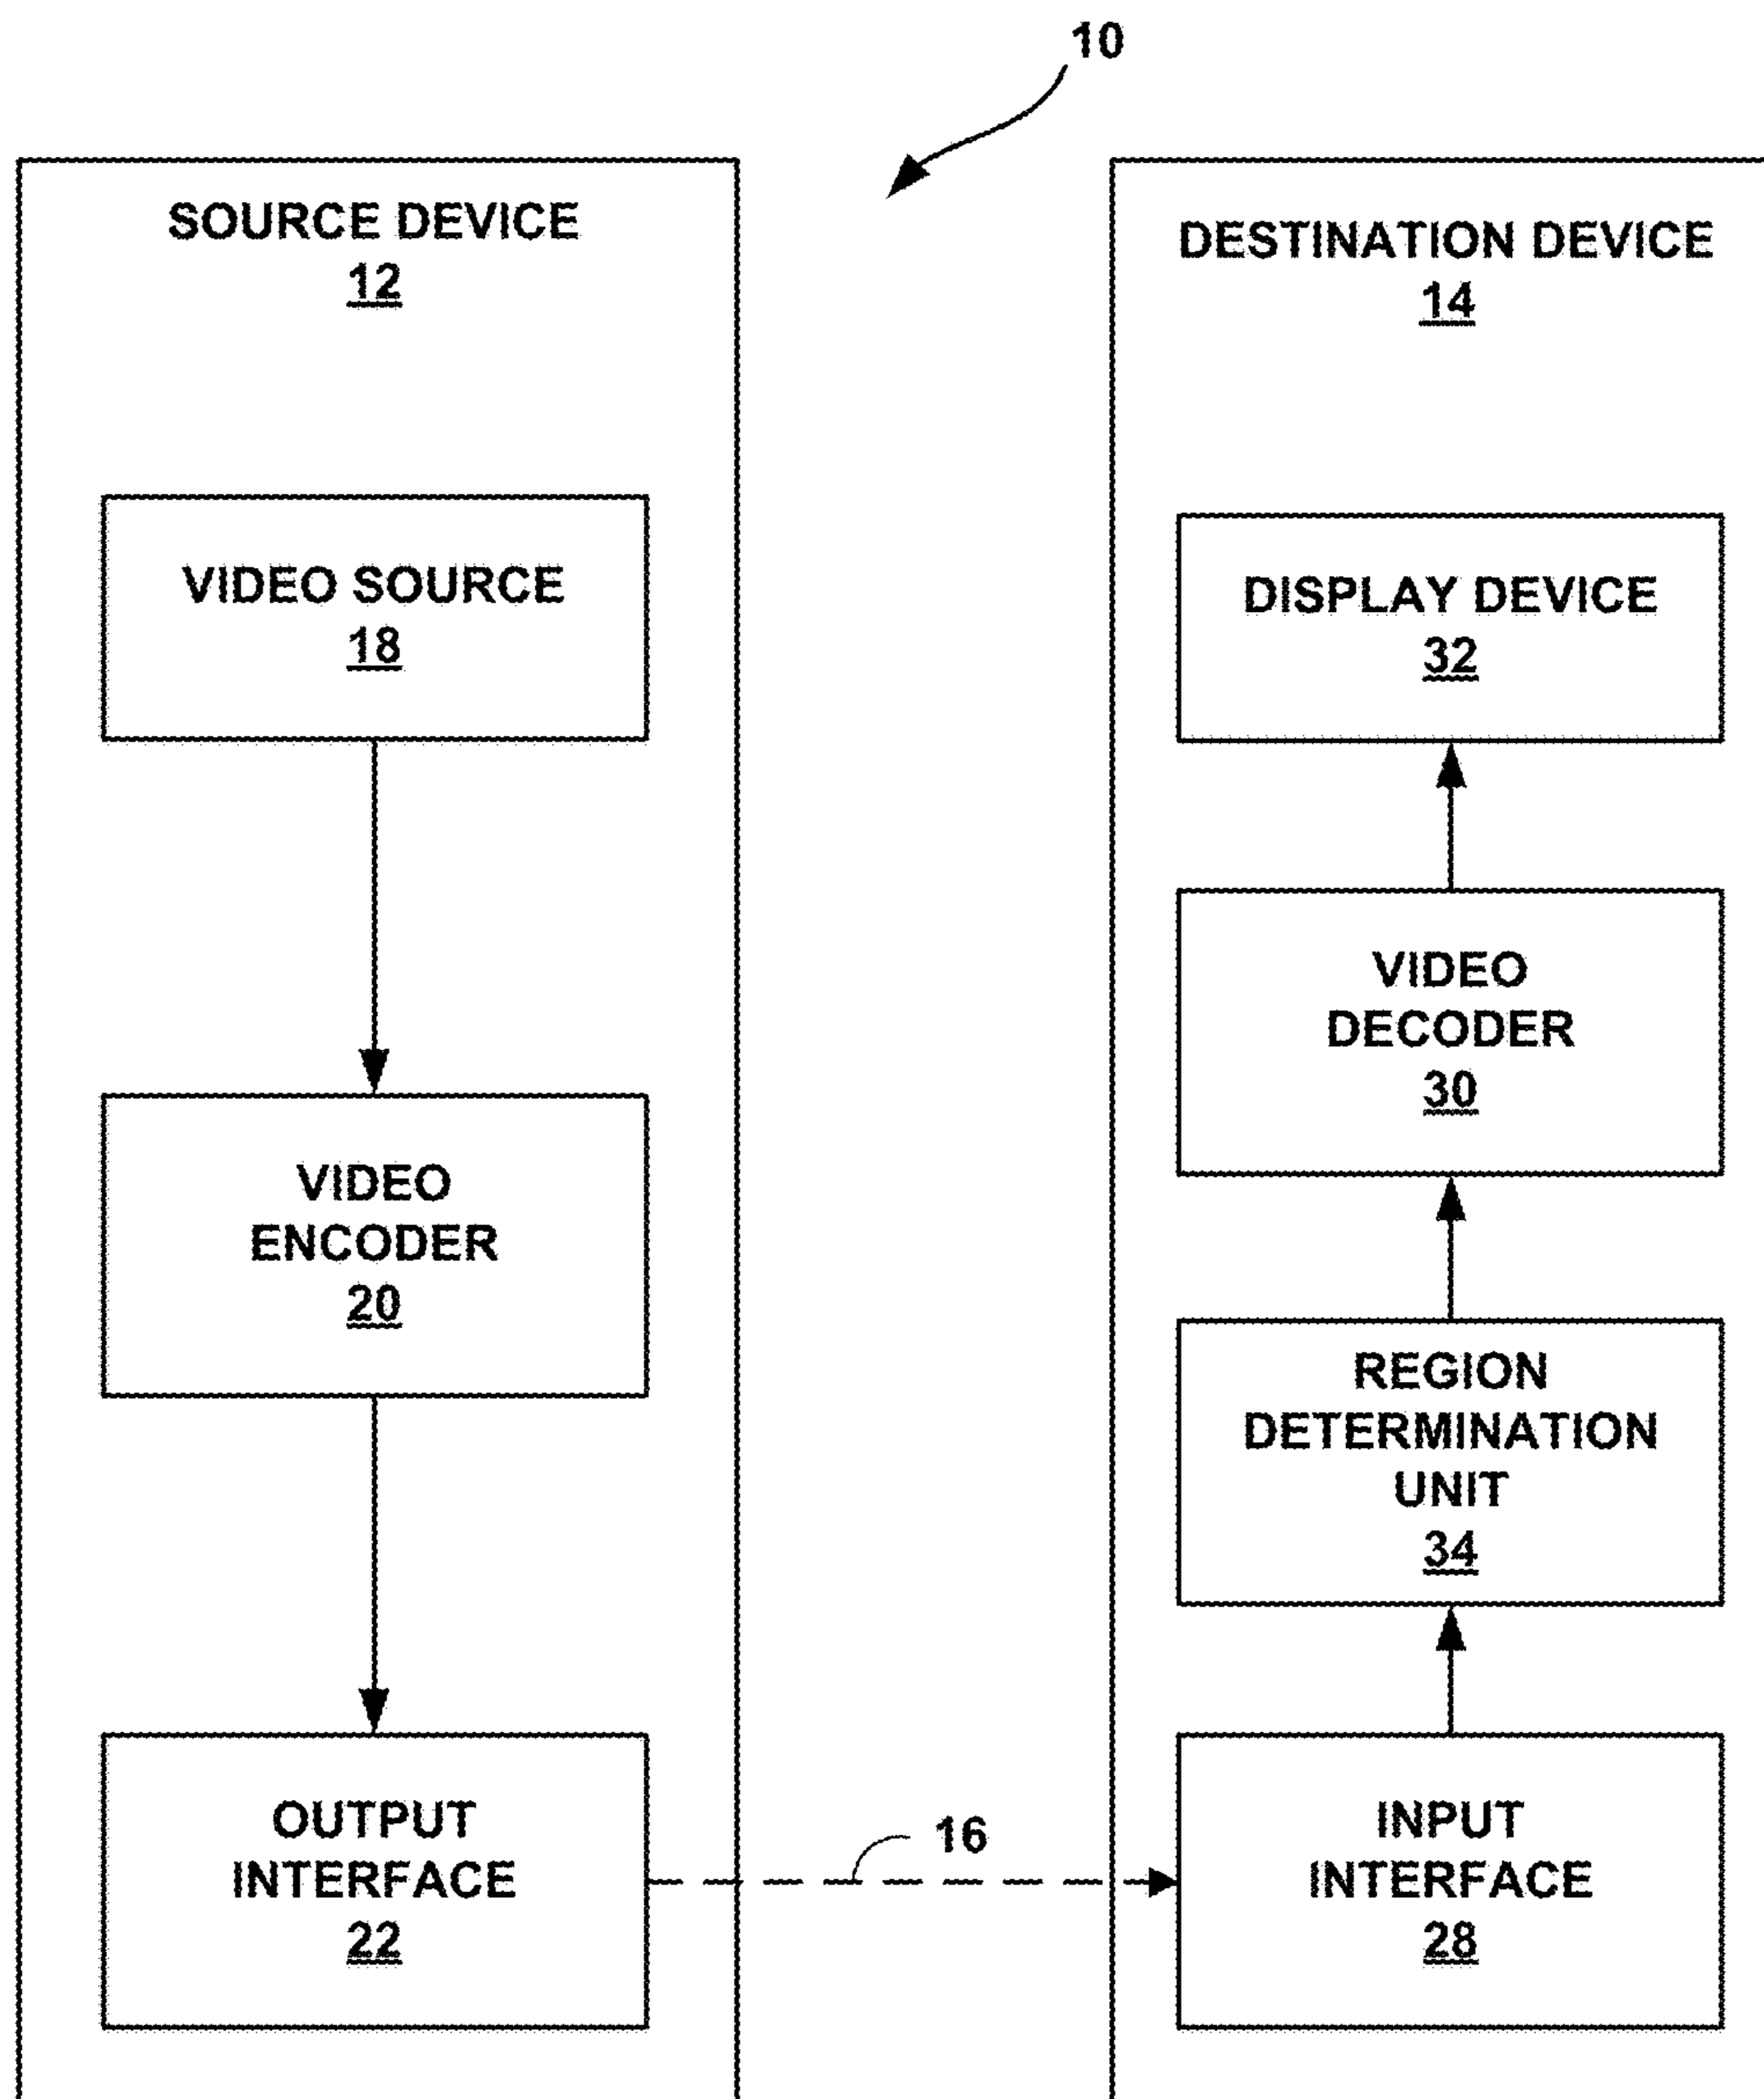 10
SOURCE DEVICE
12
VIDEO SOURCE
18
VIDEO
ENCODER
20
OUTPUT
INTERFACE
22
16
DESTINATION DEVICE
14
DISPLAY DEVICE
32
VIDEO
DECODER
30
REGION
DETERMINATION
UNIT
34
INPUT
INTERFACE
28